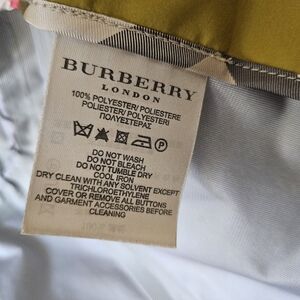 BURBERRY
LONDON
100% POLYESTER/ POLIESTERE
POLIESTER/ POLYESTER/
ΠΟΛΥΕΣΤΕΡΑΣ
P
DO NOT WASH
DO NOT BLEACH
DO NOT TUMBLE DRY
COOL IRON
DRY CLEAN WITH ANY SOLVENT EXCEPT
TRICHLOROETHYLENE
COVER OR REMOVE ALL BUTTONS
AND GARMENT ACCESSORIES BEFORE
CLEANING